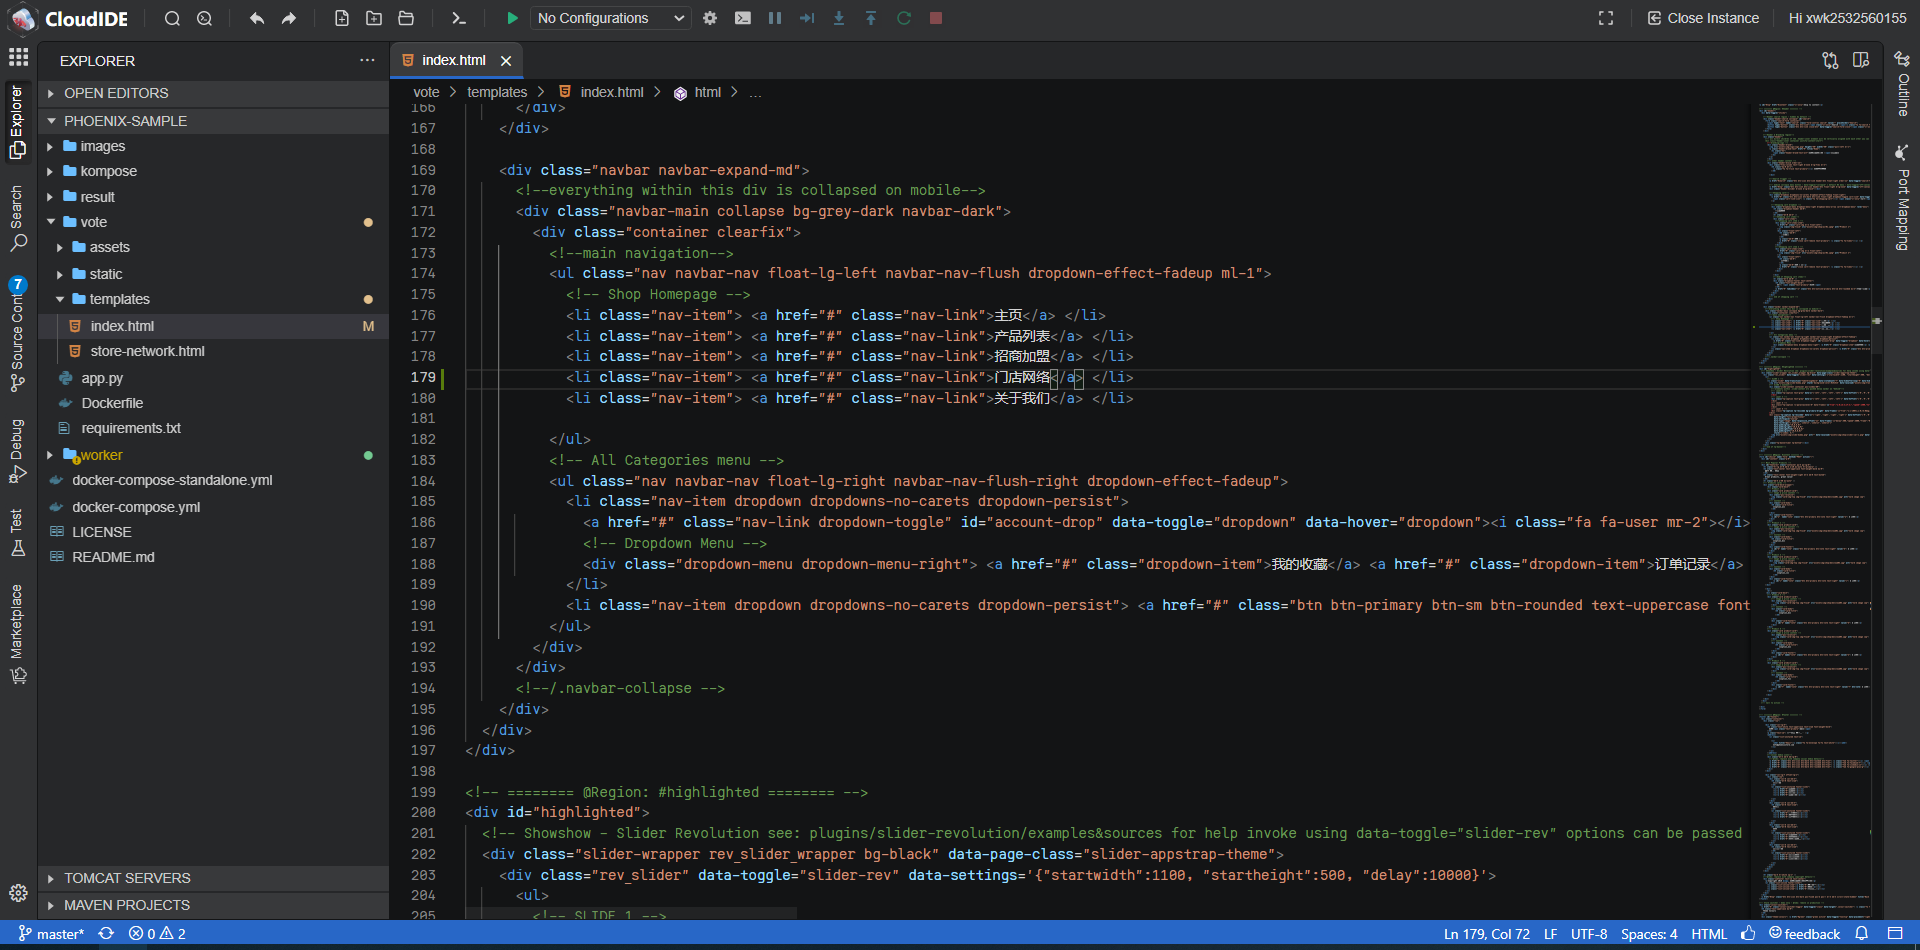 CloudIDE No Configurations Close Instance Hi xwk2532560155
EXPLORER ··· index.html
OPEN EDITORS
PHOENIX-SAMPLE
images
kompose
result
vote
assets
static
templates
index.html M
store-network.html
app.py
Dockerfile
requirements.txt
worker
docker-compose-standalone.yml
docker-compose.yml
LICENSE
README.md
TOMCAT SERVERS
MAVEN PROJECTS
Explorer
Search
7
Source Cont
Debug
Test
Marketplace
vote > templates > index.html > html > ...
166 </div>
167 </div>
168
169 <div class="navbar navbar-expand-md">
170 <!--everything within this div is collapsed on mobile-->
171 <div class="navbar-main collapse bg-grey-dark navbar-dark">
172 <div class="container clearfix">
173 <!--main navigation-->
174 <ul class="nav navbar-nav float-lg-left navbar-nav-flush dropdown-effect-fadeup ml-1">
175 <!-- Shop Homepage -->
176 <li class="nav-item"> <a href="#" class="nav-link">主页</a> </li>
177 <li class="nav-item"> <a href="#" class="nav-link">产品列表</a> </li>
178 <li class="nav-item"> <a href="#" class="nav-link">招商加盟</a> </li>
179 <li class="nav-item"> <a href="#" class="nav-link">门店网络</a> </li>
180 <li class="nav-item"> <a href="#" class="nav-link">关于我们</a> </li>
181
182 </ul>
183 <!-- All Categories menu -->
184 <ul class="nav navbar-nav float-lg-right navbar-nav-flush-right dropdown-effect-fadeup">
185 <li class="nav-item dropdown dropdowns-no-carets dropdown-persist">
186 <a href="#" class="nav-link dropdown-toggle" id="account-drop" data-toggle="dropdown" data-hover="dropdown"><i class="fa fa-user mr-2"></i>
187 <!-- Dropdown Menu -->
188 <div class="dropdown-menu dropdown-menu-right"> <a href="#" class="dropdown-item">我的收藏</a> <a href="#" class="dropdown-item">订单记录</a>
189 </li>
190 <li class="nav-item dropdown dropdowns-no-carets dropdown-persist"> <a href="#" class="btn btn-primary btn-sm btn-rounded text-uppercase font
191 </ul>
192 </div>
193 </div>
194 <!--/.navbar-collapse -->
195 </div>
196 </div>
197 </div>
198
199 <!-- ======== @Region: #highlighted ======== -->
200 <div id="highlighted">
201 <!-- Showshow - Slider Revolution see: plugins/slider-revolution/examples&sources for help invoke using data-toggle="slider-rev" options can be passed
202 <div class="slider-wrapper rev_slider_wrapper bg-black" data-page-class="slider-appstrap-theme">
203 <div class="rev_slider" data-toggle="slider-rev" data-settings='{"startwidth":1100, "startheight":500, "delay":10000}'>
204 <ul>
205 <!-- SLIDE 1 -->
Outline
Port Mapping
master* 0 2 Ln 179, Col 72 LF UTF-8 Spaces: 4 HTML feedback